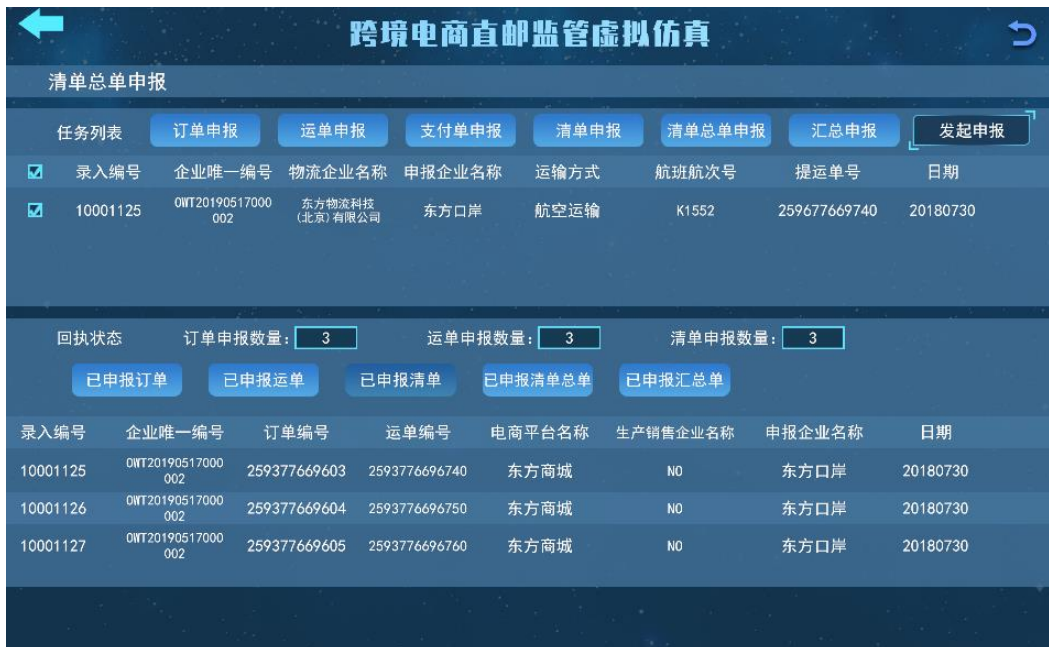 跨境电商直邮监管虚拟仿真
清单总单申报
任务列表 订单申报 运单申报 支付单申报 清单申报 清单总单申报 汇总申报 发起申报
录入编号 企业唯一编号 物流企业名称 申报企业名称 运输方式 航班航次号 提运单号 日期
10001125 OWT20190517000002 东方物流科技(北京)有限公司 东方口岸 航空运输 K1552 259677669740 20180730
回执状态 订单申报数量: 3 运单申报数量: 3 清单申报数量: 3
已申报订单 已申报运单 已申报清单 已申报清单总单 已申报汇总单
录入编号 企业唯一编号 订单编号 运单编号 电商平台名称 生产销售企业名称 申报企业名称 日期
10001125 OWT20190517000002 259377669603 2593776696740 东方商城 NO 东方口岸 20180730
10001126 OWT20190517000002 259377669604 2593776696750 东方商城 NO 东方口岸 20180730
10001127 OWT20190517000002 259377669605 2593776696760 东方商城 NO 东方口岸 20180730